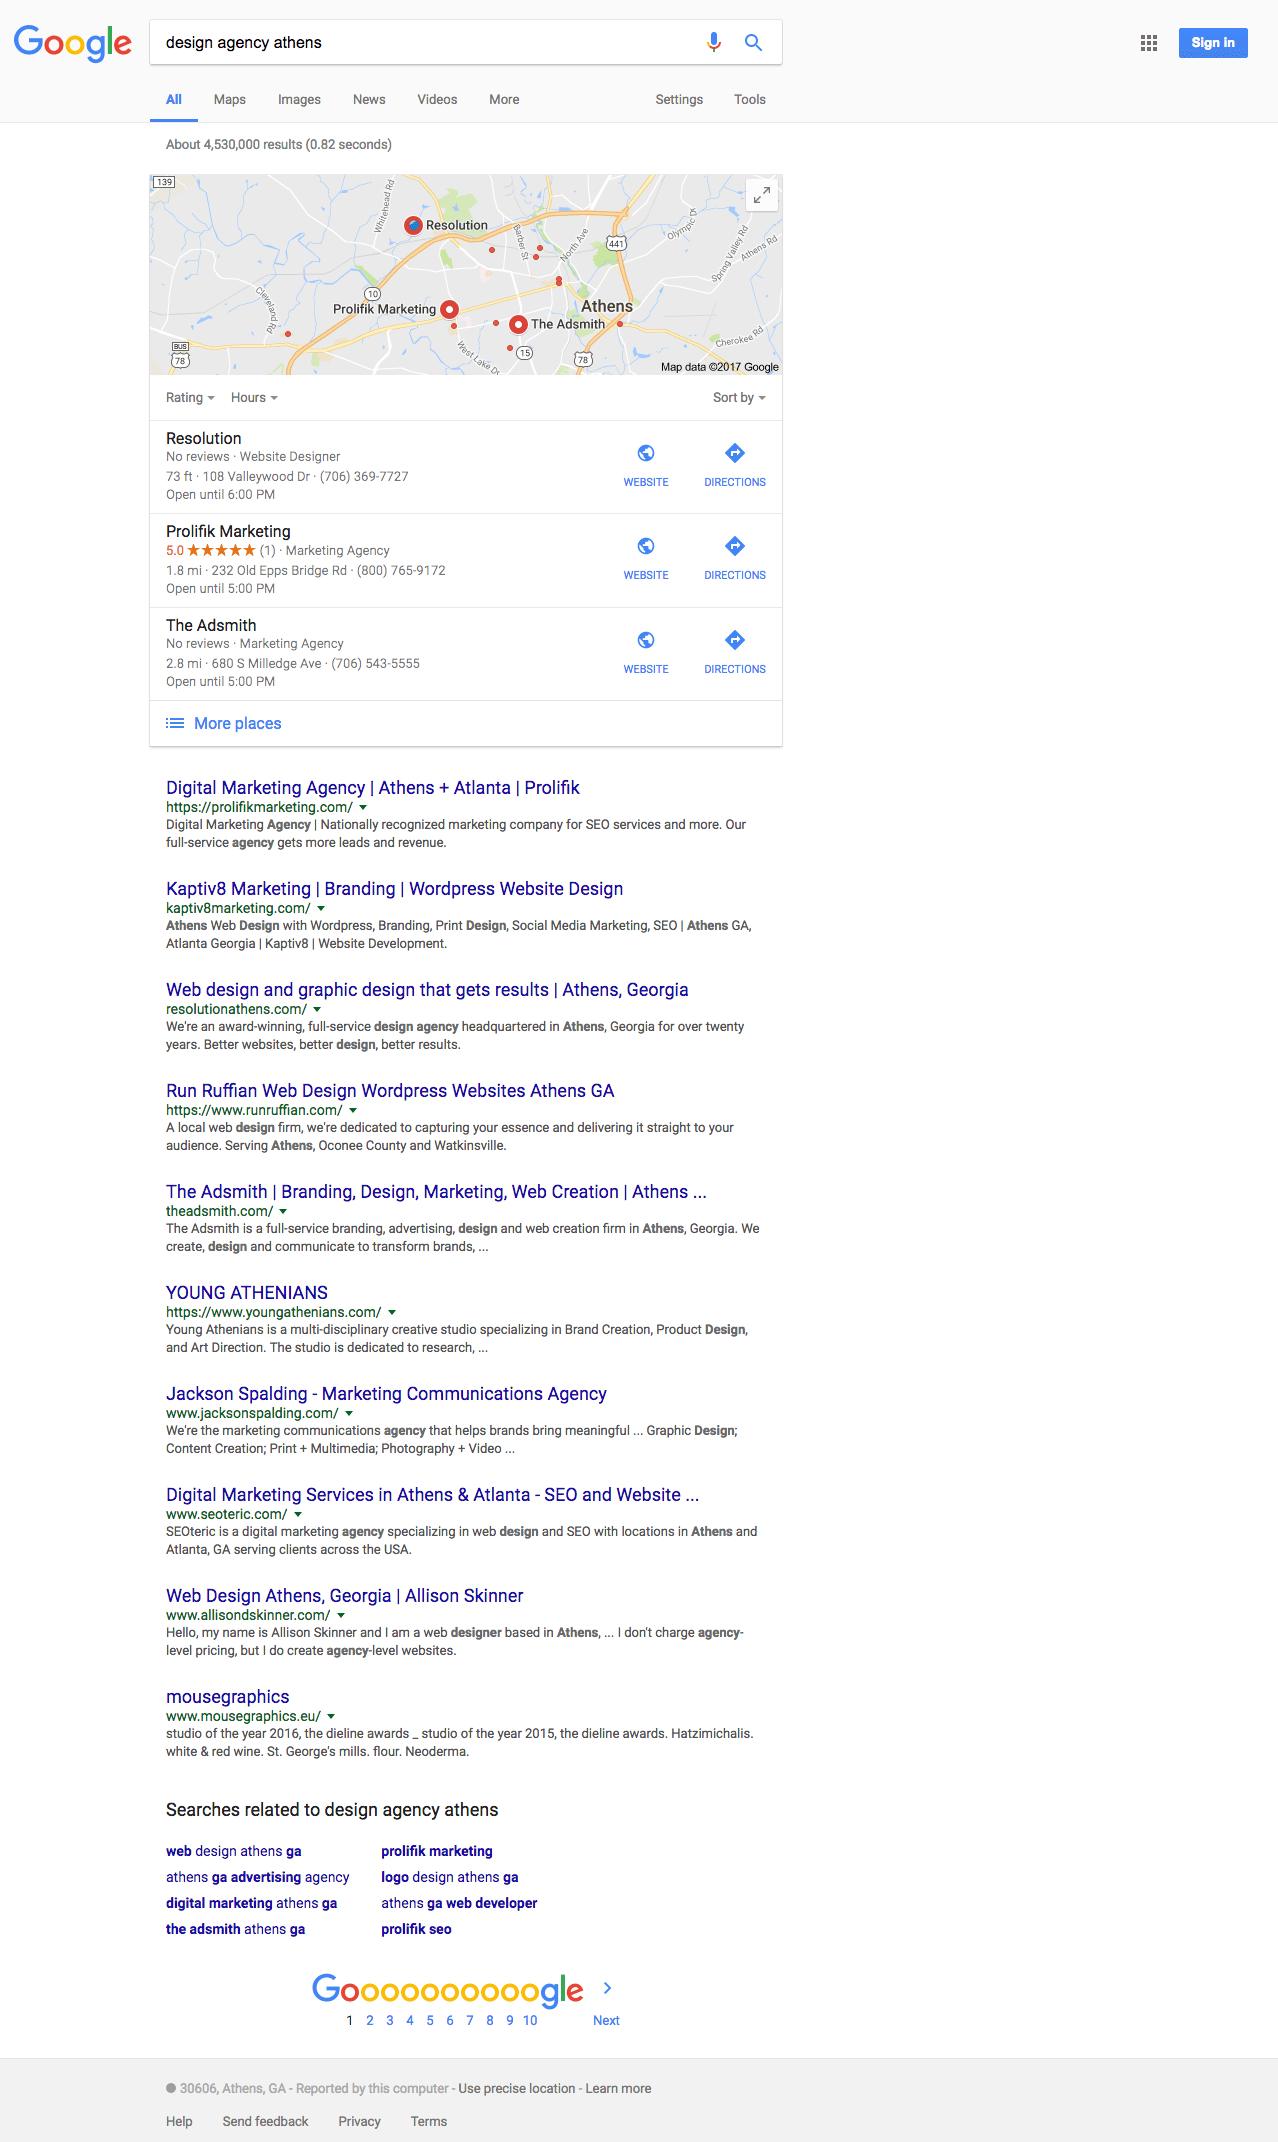 Google
design agency athens
Sign in
All Maps Images News Videos More Settings Tools
About 4,530,000 results (0.82 seconds)
139
Whitehead Rd
Resolution
Barber St
North Ave
441
Olympic Dr
Spring Valley Rd
Athens Rd
Cleveland Rd
10
Prolifik Marketing
Athens
The Adsmith
West Lake Dr
15
BUS
78
78
Cherokee Rd
Map data ©2017 Google
Rating Hours Sort by
Resolution
No reviews · Website Designer
73 ft · 108 Valleywood Dr · (706) 369-7727
Open until 6:00 PM
WEBSITE DIRECTIONS
Prolifik Marketing
5.0 ★★★★★ (1) · Marketing Agency
1.8 mi · 232 Old Epps Bridge Rd · (800) 765-9172
Open until 5:00 PM
WEBSITE DIRECTIONS
The Adsmith
No reviews · Marketing Agency
2.8 mi · 680 S Milledge Ave · (706) 543-5555
Open until 5:00 PM
WEBSITE DIRECTIONS
More places
Digital Marketing Agency | Athens + Atlanta | Prolifik
https://prolifikmarketing.com/
Digital Marketing Agency | Nationally recognized marketing company for SEO services and more. Our
full-service agency gets more leads and revenue.
Kaptiv8 Marketing | Branding | Wordpress Website Design
kaptiv8marketing.com/
Athens Web Design with Wordpress, Branding, Print Design, Social Media Marketing, SEO | Athens GA,
Atlanta Georgia | Kaptiv8 | Website Development.
Web design and graphic design that gets results | Athens, Georgia
resolutionathens.com/
We're an award-winning, full-service design agency headquartered in Athens, Georgia for over twenty
years. Better websites, better design, better results.
Run Ruffian Web Design Wordpress Websites Athens GA
https://www.runruffian.com/
A local web design firm, we're dedicated to capturing your essence and delivering it straight to your
audience. Serving Athens, Oconee County and Watkinsville.
The Adsmith | Branding, Design, Marketing, Web Creation | Athens ...
theadsmith.com/
The Adsmith is a full-service branding, advertising, design and web creation firm in Athens, Georgia. We
create, design and communicate to transform brands, ...
YOUNG ATHENIANS
https://www.youngathenians.com/
Young Athenians is a multi-disciplinary creative studio specializing in Brand Creation, Product Design,
and Art Direction. The studio is dedicated to research, ...
Jackson Spalding - Marketing Communications Agency
www.jacksonspalding.com/
We're the marketing communications agency that helps brands bring meaningful ... Graphic Design;
Content Creation; Print + Multimedia; Photography + Video ...
Digital Marketing Services in Athens & Atlanta - SEO and Website ...
www.seoteric.com/
SEOteric is a digital marketing agency specializing in web design and SEO with locations in Athens and
Atlanta, GA serving clients across the USA.
Web Design Athens, Georgia | Allison Skinner
www.allisondskinner.com/
Hello, my name is Allison Skinner and I am a web designer based in Athens, ... I don't charge agency-
level pricing, but I do create agency-level websites.
mousegraphics
www.mousegraphics.eu/
studio of the year 2016, the dieline awards _ studio of the year 2015, the dieline awards. Hatzimichalis.
white & red wine. St. George's mills. flour. Neoderma.
Searches related to design agency athens
web design athens ga prolifik marketing
athens ga advertising agency logo design athens ga
digital marketing athens ga athens ga web developer
the adsmith athens ga prolifik seo
Goooooooooogle
1 2 3 4 5 6 7 8 9 10 Next
30606, Athens, GA - Reported by this computer - Use precise location - Learn more
Help Send feedback Privacy Terms